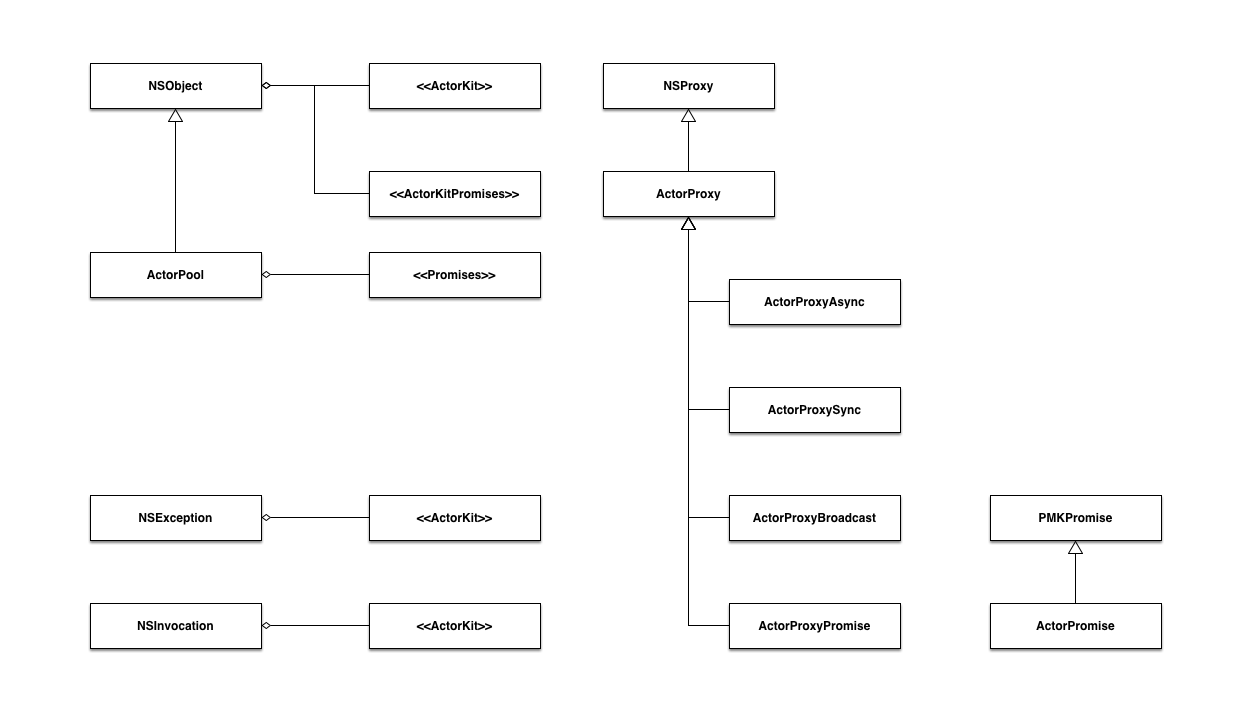 NSObject
<<ActorKit>>
NSProxy
<<ActorKitPromises>>
ActorProxy
ActorPool
<<Promises>>
ActorProxyAsync
ActorProxySync
NSException
<<ActorKit>>
ActorProxyBroadcast
PMKPromise
NSInvocation
<<ActorKit>>
ActorProxyPromise
ActorPromise